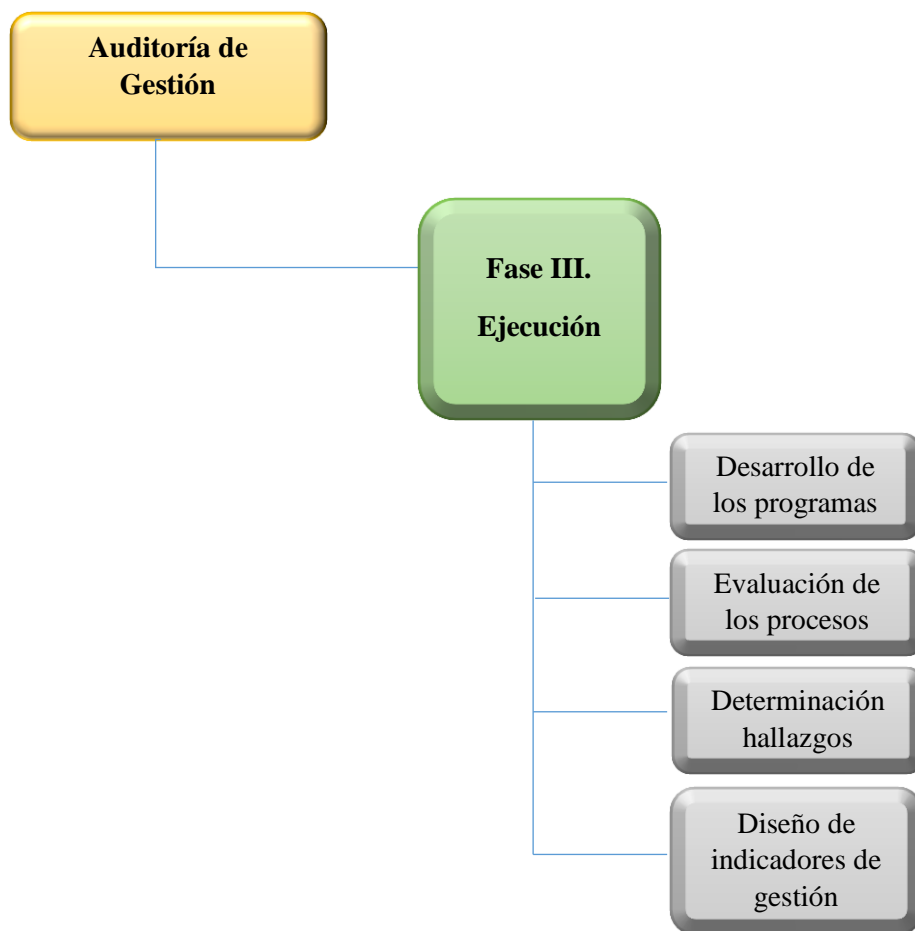 Auditoría de
Gestión
Fase III.
Ejecución
Desarrollo de
los programas
Evaluación de
los procesos
Determinación
hallazgos
Diseño de
indicadores de
gestión